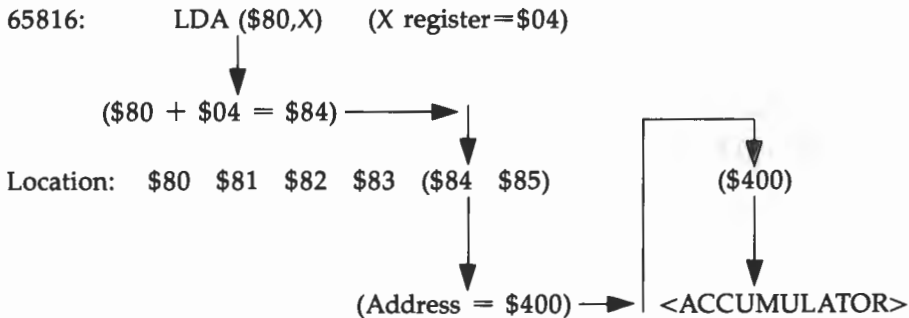 65816: LDA ($80,X) (X register=$04)
($80 + $04 = $84)
Location: $80 $81 $82 $83 ($84 $85) ($400)
(Address = $400) <ACCUMULATOR>